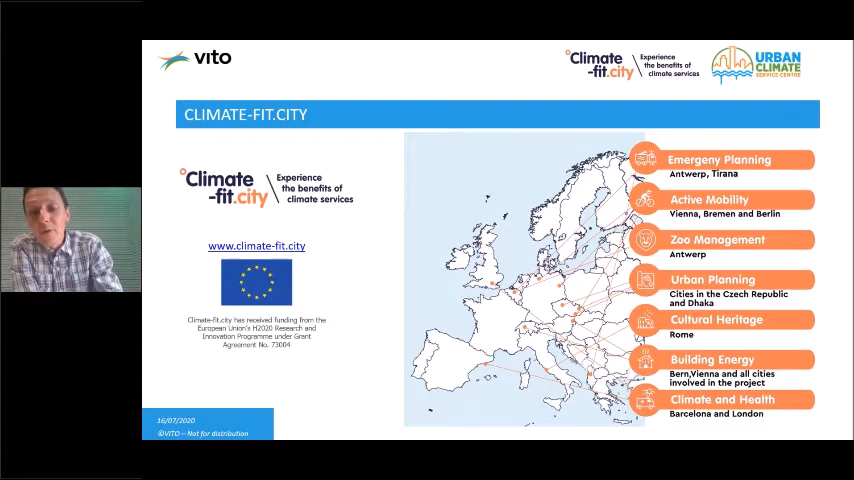 vito
Climate
-fit.city
Experience
the benefits of
climate services
URBAN
CLIMATE
SERVICE CENTRE
CLIMATE-FIT.CITY
Climate
-fit.city
Experience
the benefits of
climate services
www.climate-fit.city
Climate-fit.city has received funding from the
European Union's H2020 Research and
Innovation Programme under Grant
Agreement No. 73004
Emergeny Planning
Antwerp, Tirana
Active Mobility
Vienna, Bremen and Berlin
Zoo Management
Antwerp
Urban Planning
Cities in the Czech Republic
and Dhaka
Cultural Heritage
Rome
Building Energy
Bern,Vienna and all cities
involved in the project
Climate and Health
Barcelona and London
16/07/2020
©VITO – Not for distribution